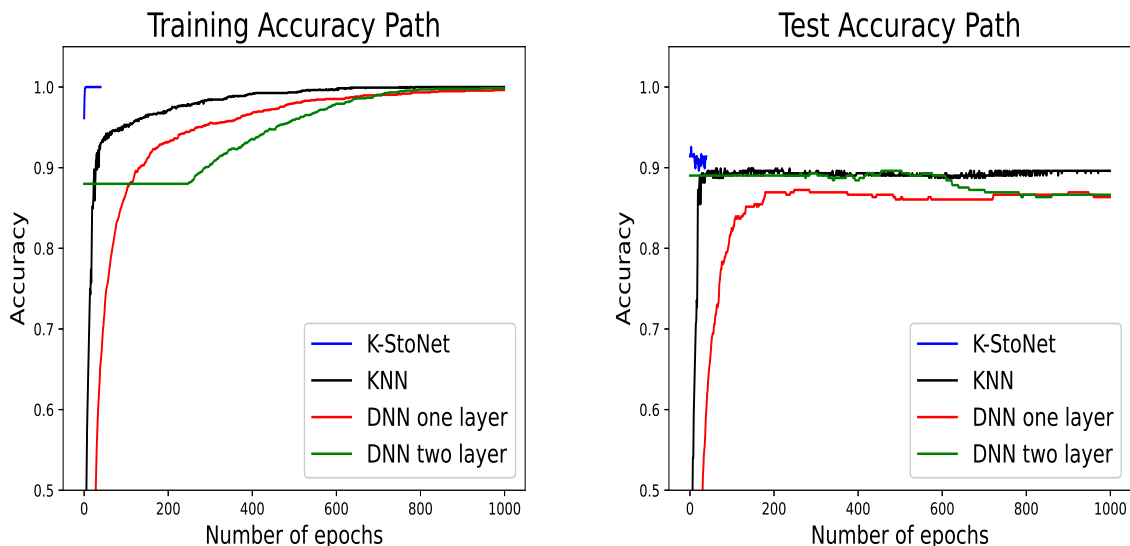 Training Accuracy Path
Accuracy
1.0
0.9
0.8
0.7
0.6
0.5
0
200
400
600
800
1000
Number of epochs
K-StoNet
KNN
DNN one layer
DNN two layer
Test Accuracy Path
Accuracy
1.0
0.9
0.8
0.7
0.6
0.5
0
200
400
600
800
1000
Number of epochs
K-StoNet
KNN
DNN one layer
DNN two layer